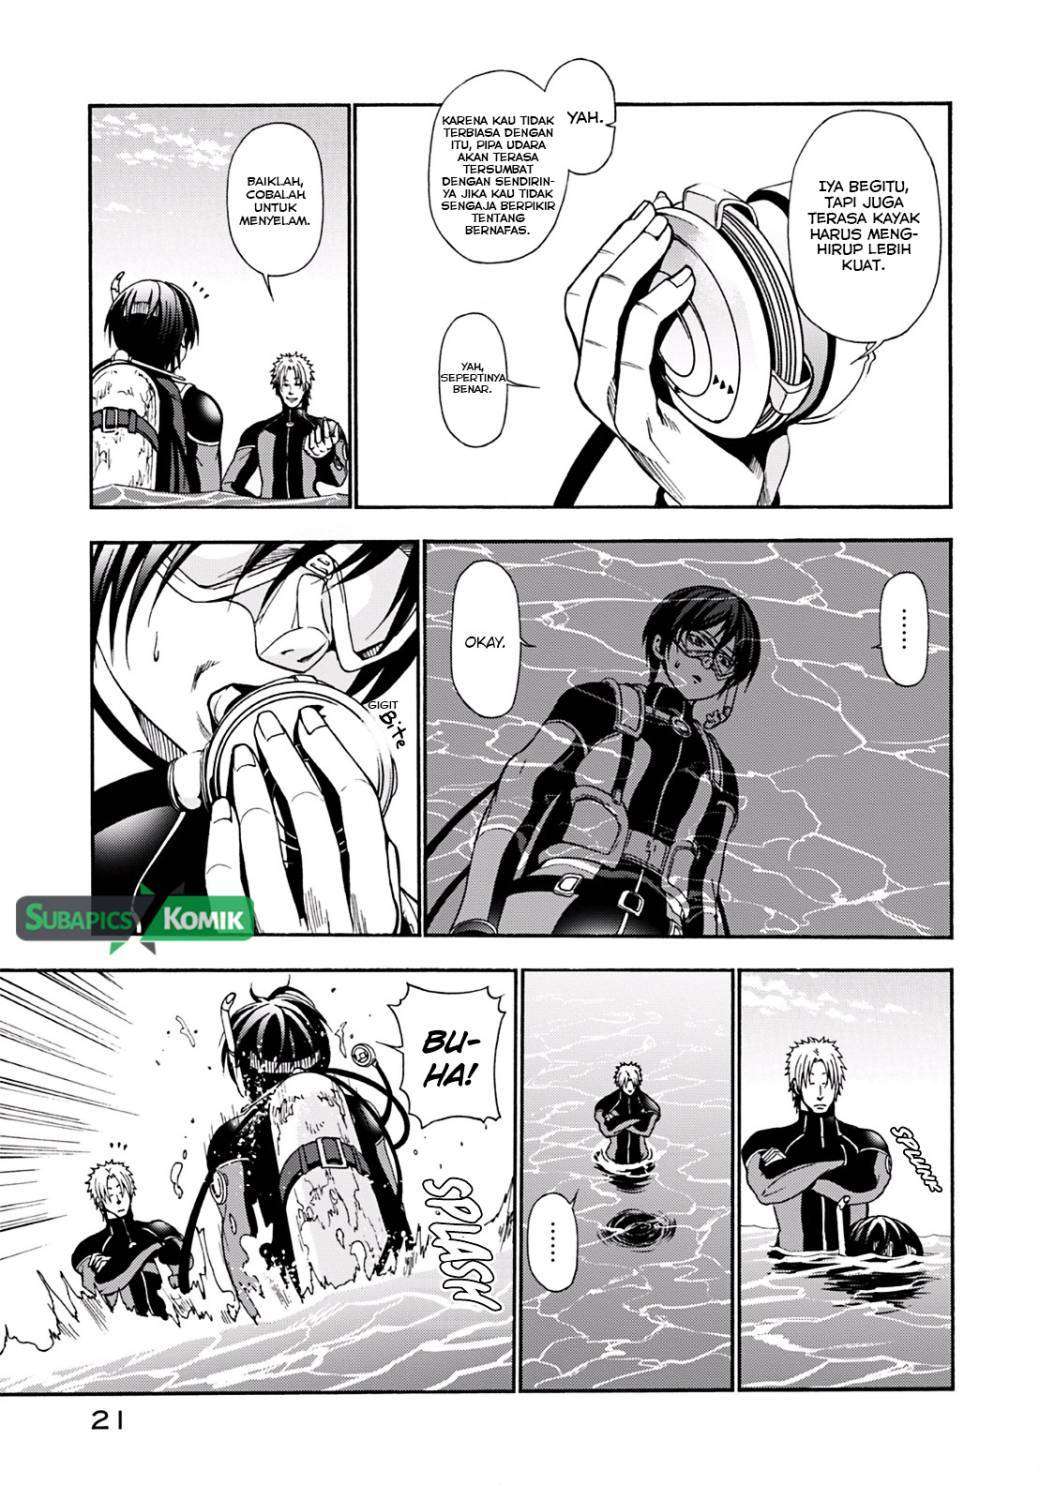 IYA BEGITU,
TAPI JUGA
TERASA KAYAK
HARUS MENG-
HIRUP LEBIH
KUAT.
YAH.
KARENA KAU TIDAK
TERBIASA DENGAN
ITU, PIPA UDARA
AKAN TERASA
TERSUMBAT
DENGAN SENDIRIN-
YA JIKA KAU TIDAK
SENGAJA BERPIKIR
TENTANG
BERNAFAS.
YAH,
SEPERTINYA
BENAR.
BAIKLAH,
COBALAH
UNTUK
MENYELAM.
........
OKAY.
GIGIT
Bite
SUBAPICS KOMIK
SPLUNK
........
BU-
HA!
SPLASH
21